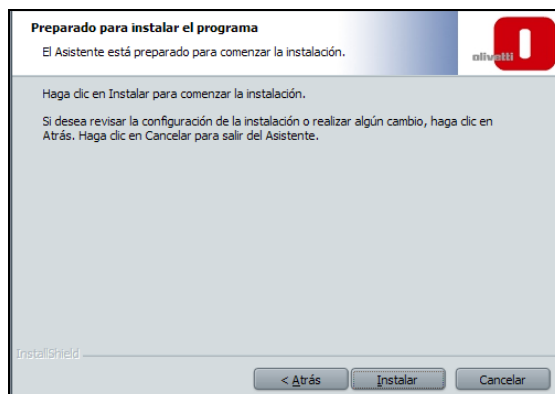 Preparado para instalar el programa
El Asistente está preparado para comenzar la instalación.
olivetti
Haga clic en Instalar para comenzar la instalación.
Si desea revisar la configuración de la instalación o realizar algún cambio, haga clic en
Atrás. Haga clic en Cancelar para salir del Asistente.
InstallShield
< Atrás Instalar Cancelar